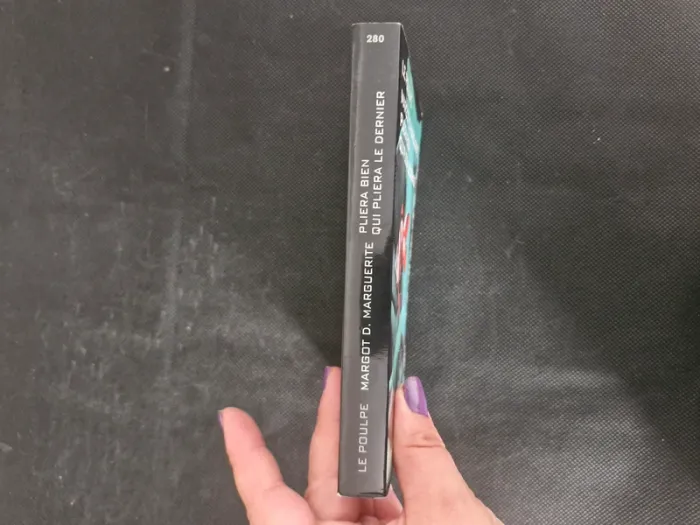 280
LE POULPE
MARGOT D. MARGUERITE
PLIERA BIEN
QUI PLIERA LE DERNIER